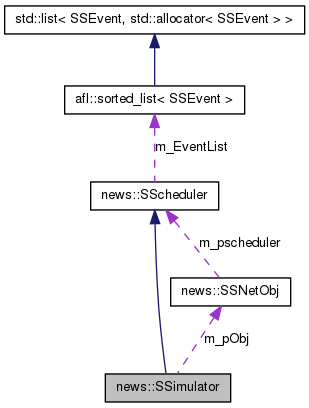 std::list< SSEvent, std::allocator< SSEvent > >
afl::sorted_list< SSEvent >
m_EventList
news::SScheduler
m_pscheduler
news::SSNetObj
m_pObj
news::SSimulator